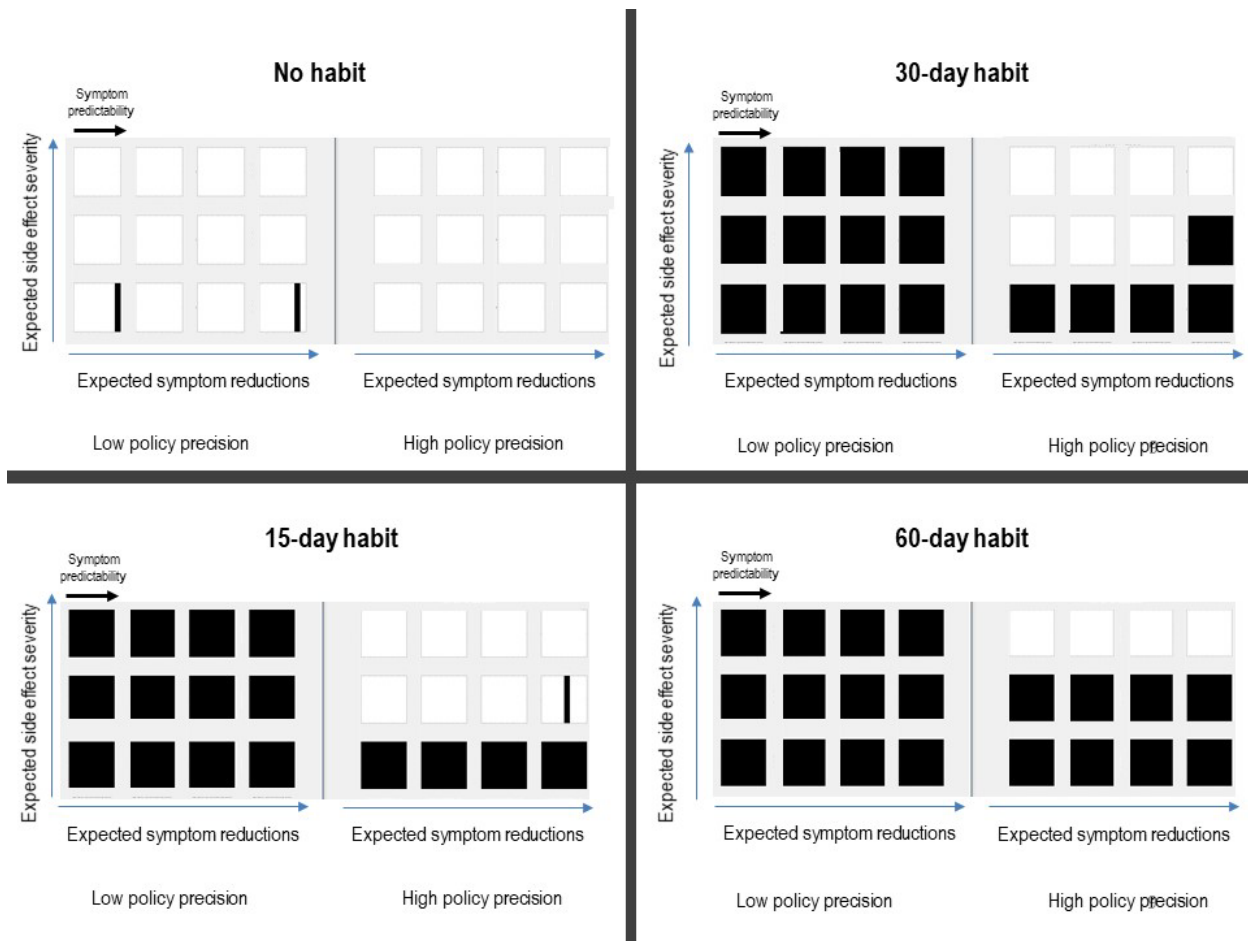 No habit
Symptom
predictability
Expected side effect severity
Expected symptom reductions
Expected symptom reductions
Low policy precision
High policy precision
30-day habit
Symptom
predictability
Expected side effect severity
Expected symptom reductions
Expected symptom reductions
Low policy precision
High policy precision
15-day habit
Symptom
predictability
Expected side effect severity
Expected symptom reductions
Expected symptom reductions
Low policy precision
High policy precision
60-day habit
Symptom
predictability
Expected side effect severity
Expected symptom reductions
Expected symptom reductions
Low policy precision
High policy precision